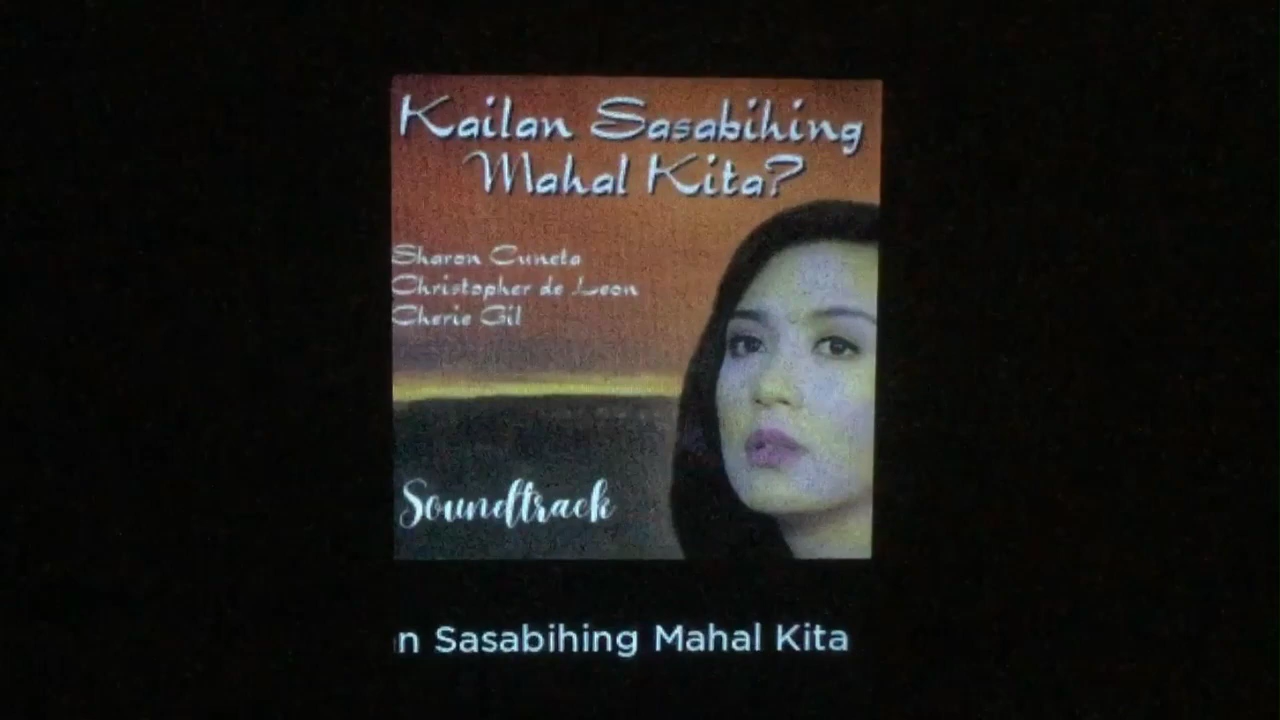 Kailan Sasabihing
Mahal Kita?
Sharon Cuneta
Christopher de Leon
Cherie Gil
Soundtrack
n Sasabihing Mahal Kita